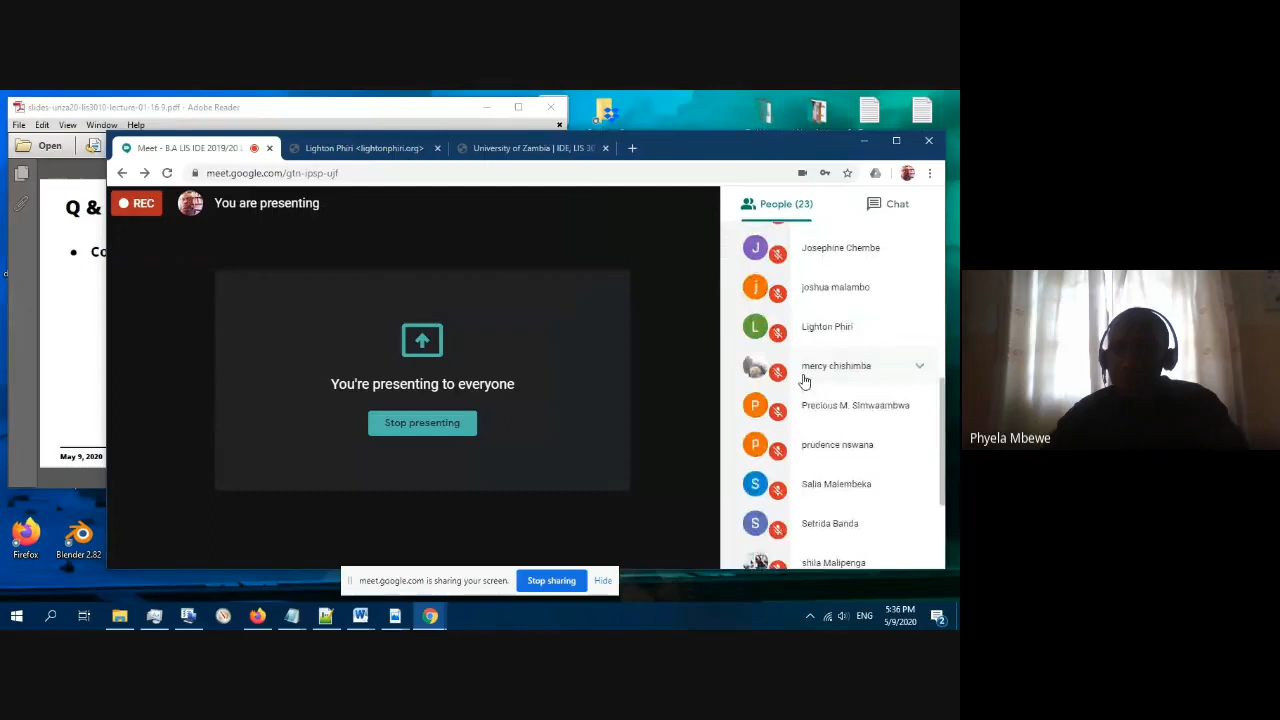 slides-unza20-lis3010-lecture-01-16 9.pdf - Adobe Reader
File Edit View Window Help
Open
Q &
Co
May 9, 2020
Meet - B.A LIS IDE 2019/20
Lighton Phiri <lightonphiri.org>
University of Zambia | IDE, LIS 30
meet.google.com/gtn-ipsp-ujf
REC
You are presenting
People (23)
Chat
Josephine Chembe
joshua malambo
Lighton Phiri
mercy chishimba
Precious M. Simwaambwa
prudence nswana
Salia Malembeka
Setrida Banda
shila Malipenga
You're presenting to everyone
Stop presenting
Firefox
Blender 2.82
meet.google.com is sharing your screen.
Stop sharing
Hide
ENG
5:36 PM
5/9/2020
2
Phyela Mbewe